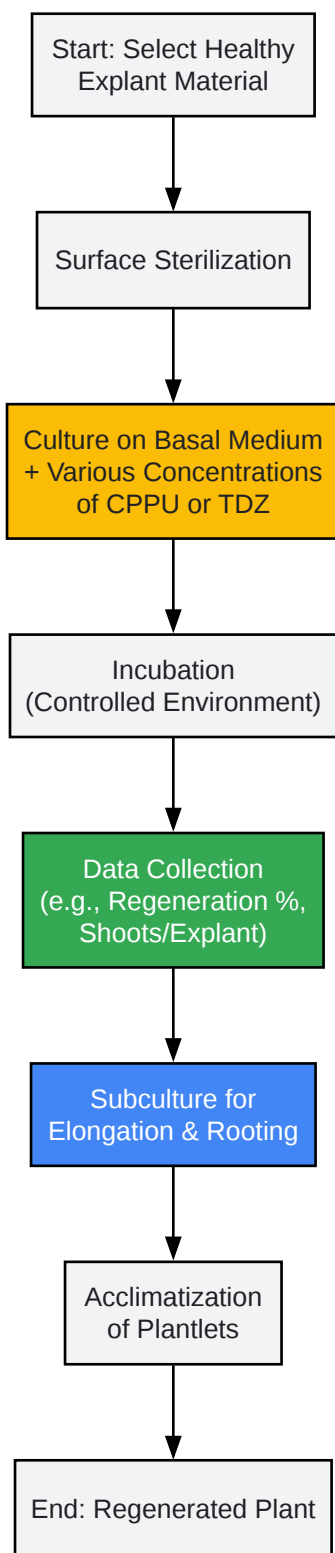 Start: Select Healthy
Explant Material
Surface Sterilization
Culture on Basal Medium
+ Various Concentrations
of CPPU or TDZ
Incubation
(Controlled Environment)
Data Collection
(e.g., Regeneration %,
Shoots/Explant)
Subculture for
Elongation & Rooting
Acclimatization
of Plantlets
End: Regenerated Plant